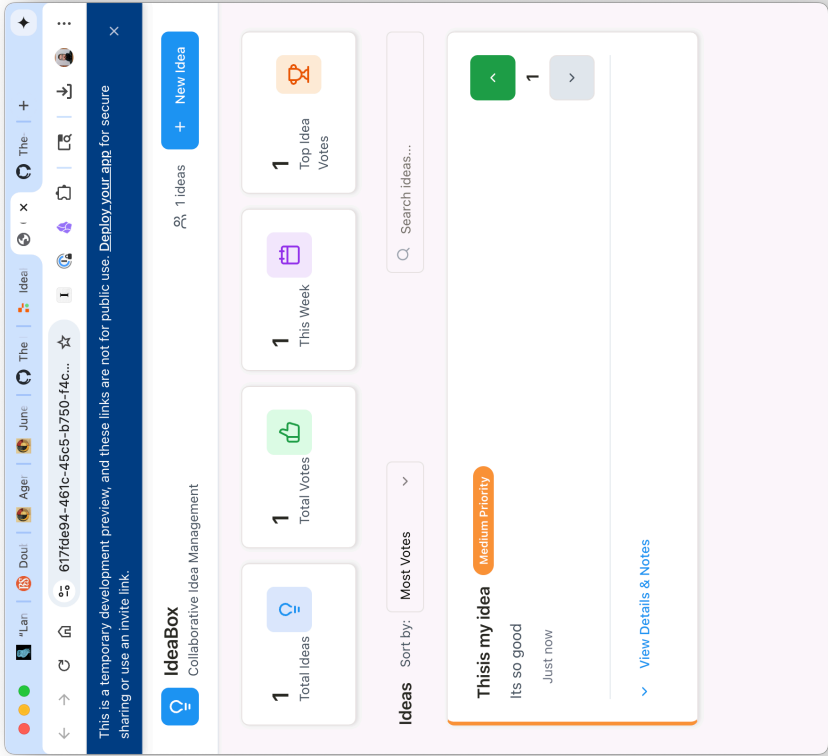 "Lan
Doul
Ager
June
The
Ideal
The-
617fde94-461c-45c5-b750-f4c...
This is a temporary development preview, and these links are not for public use. Deploy your app for secure
sharing or use an invite link.
IdeaBox
Collaborative Idea Management
1 ideas
+ New Idea
1
Total Ideas
1
Total Votes
1
This Week
1
Top Idea
Votes
Ideas
Sort by:
Most Votes
Search ideas...
Thisis my idea
Medium Priority
Its so good
Just now
1
View Details & Notes